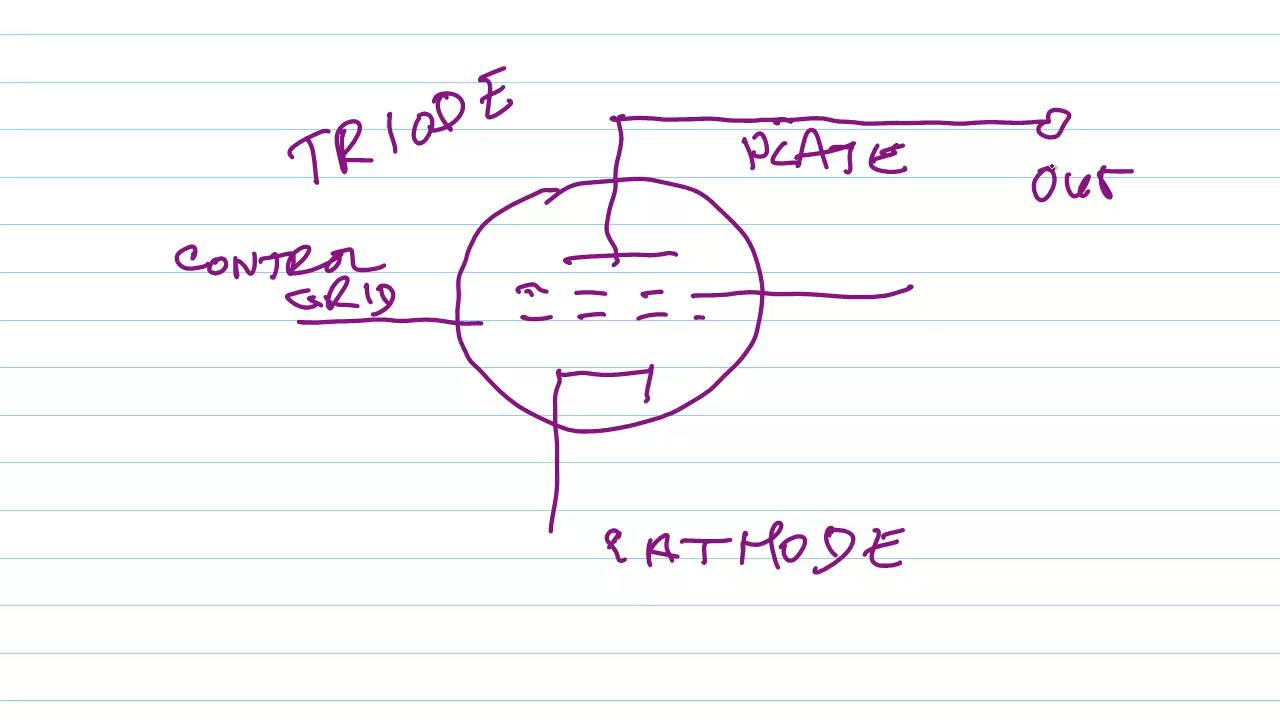 TRIODE
PLATE
OUT
CONTROL
GRID
CATHODE